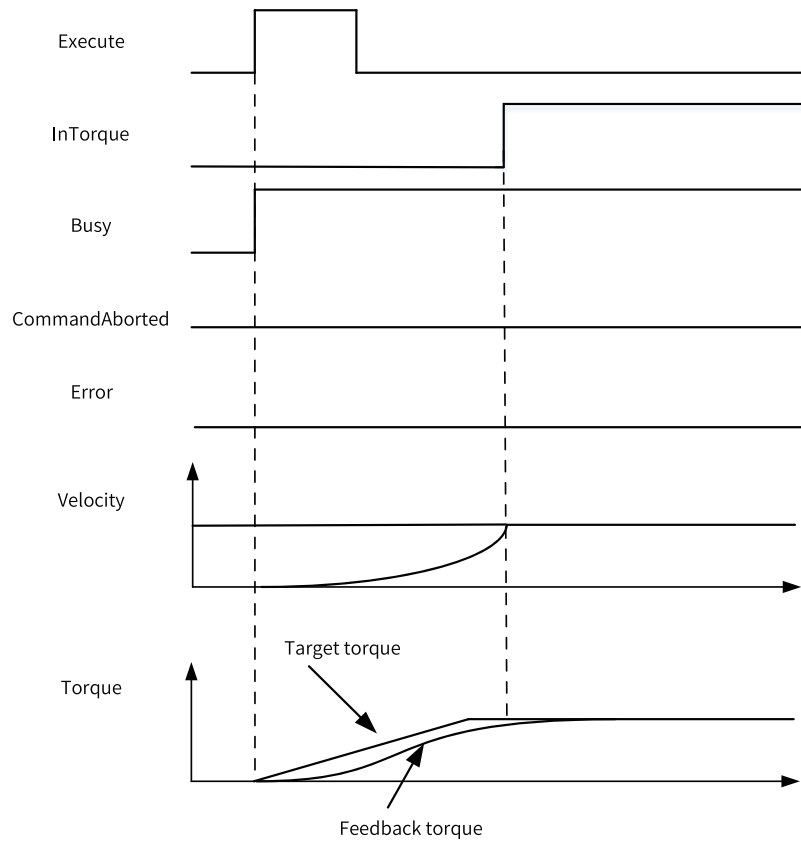 Execute
InTorque
Busy
CommandAborted
Error
Velocity
Target torque
Torque
Feedback torque